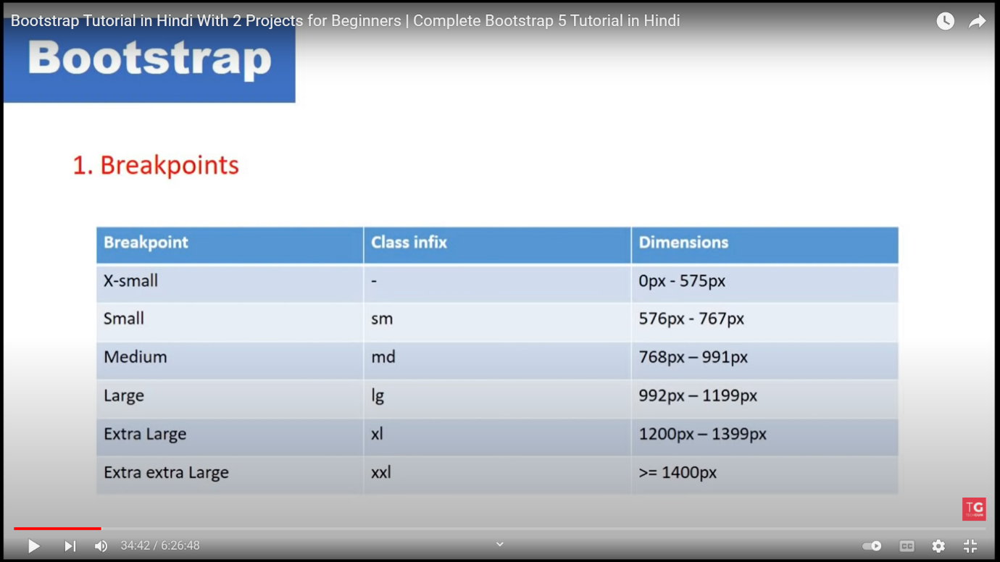 Bootstrap Tutorial in Hindi With 2 Projects for Beginners | Complete Bootstrap 5 Tutorial in Hindi
Bootstrap
1. Breakpoints
Breakpoint Class infix Dimensions
X-small - 0px - 575px
Small sm 576px - 767px
Medium md 768px – 991px
Large lg 992px – 1199px
Extra Large xl 1200px – 1399px
Extra extra Large xxl >= 1400px
TG
TECHGUN
34:42 / 6:26:48
CC